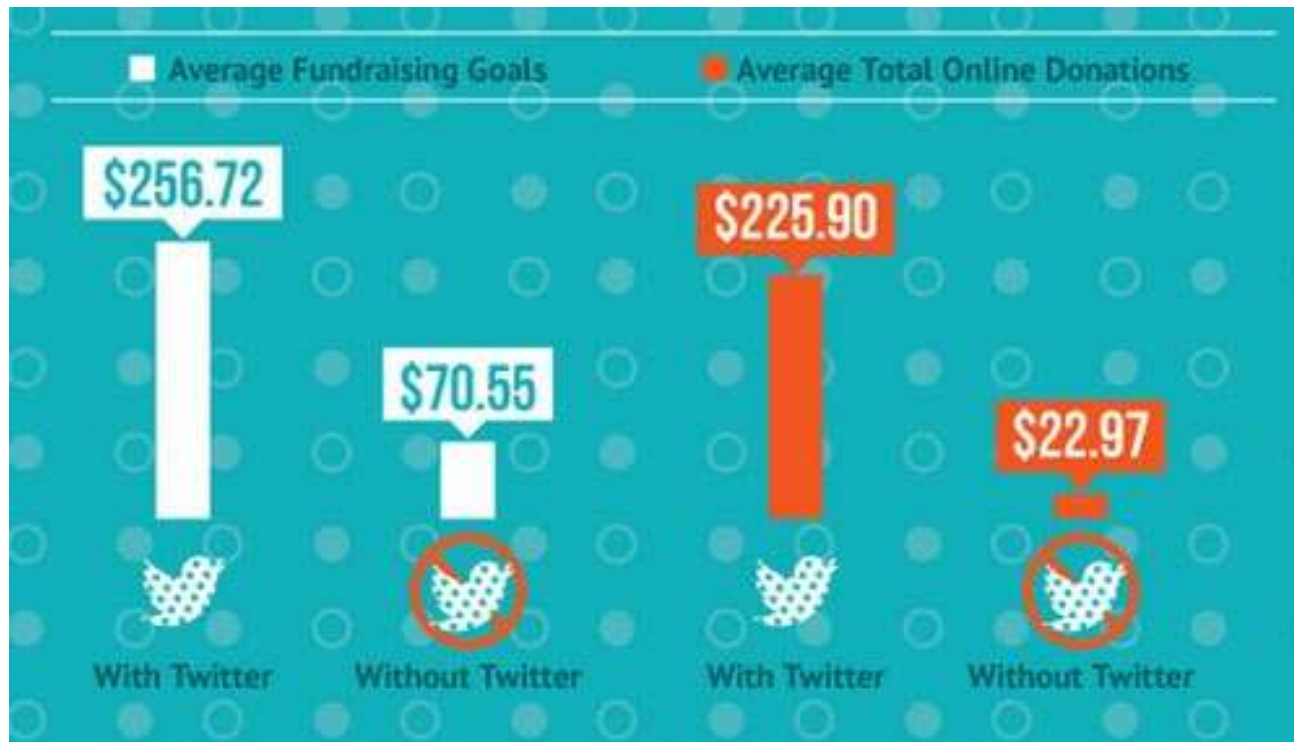 Average Fundraising Goals
Average Total Online Donations
$256.72
$70.55
$225.90
$22.97
With Twitter
Without Twitter
With Twitter
Without Twitter